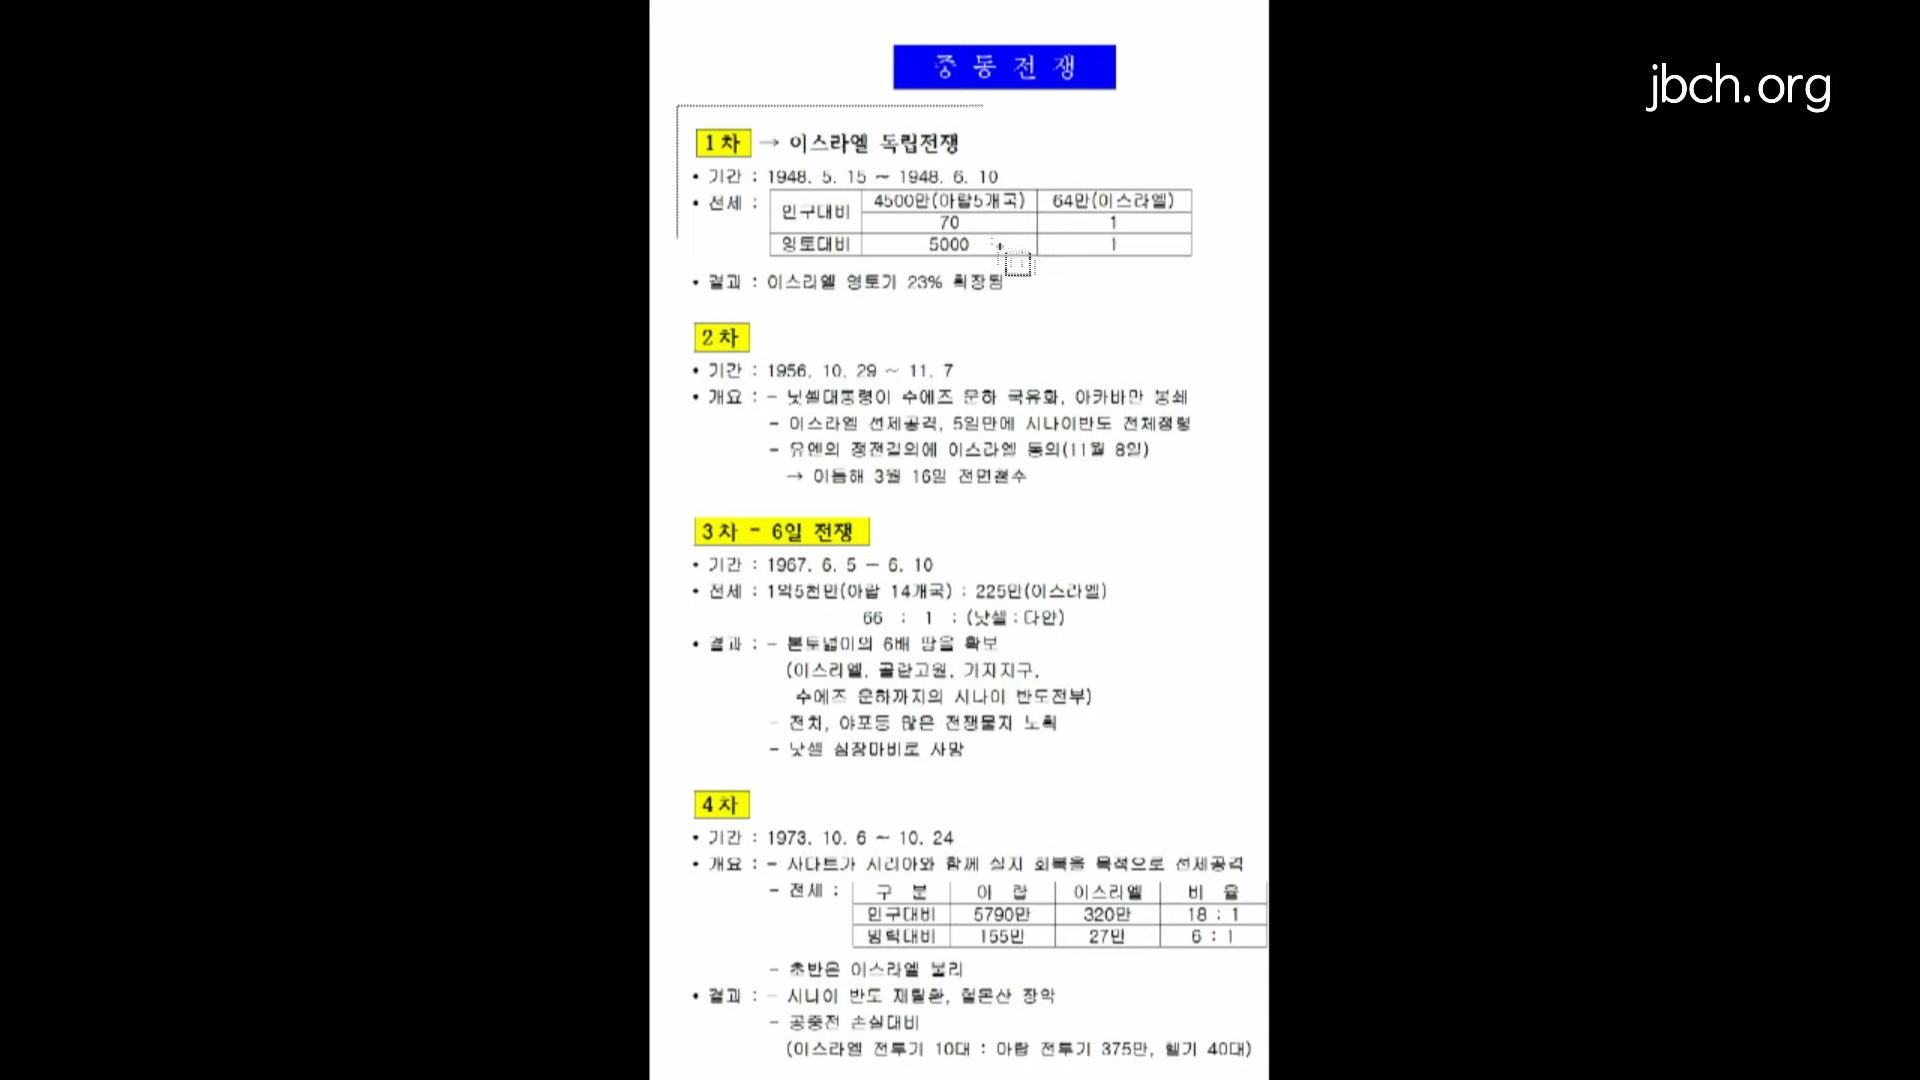 중동전쟁
jbch.org
1차 → 이스라엘 독립전쟁
• 기간 : 1948. 5. 15 ~ 1948. 6. 10
• 전세 : 인구대비 4500만(아랍5개국) 64만(이스라엘)
70 1
영토대비 5000 1
• 결과 : 이스라엘 영토가 23% 확장됨
2차
• 기간 : 1956. 10. 29 ~ 11. 7
• 개요 : - 낫셀대통령이 수에즈 운하 국유화, 아카바만 봉쇄
- 이스라엘 선제공격, 5일만에 시나이반도 전체점령
- 유엔의 정전결의에 이스라엘 동의(11월 8일)
→ 이듬해 3월 16일 전면철수
3차 - 6일 전쟁
• 기간 : 1967. 6. 5 - 6. 10
• 전세 : 1억5천만(아랍 14개국) : 225만(이스라엘)
66 : 1 : (낫셀:다얀)
• 결과 : - 본토넓이의 6배 땅을 확보
(이스라엘, 골란고원, 가자지구,
수에즈 운하까지의 시나이 반도전부)
- 전차, 야포등 많은 전쟁물자 노획
- 낫셀 심장마비로 사망
4차
• 기간 : 1973. 10. 6 ~ 10. 24
• 개요 : - 사다트가 시리아와 함께 실지 회복을 목적으로 선제공격
- 전세 : 구 분 아 랍 이스라엘 비 율
인구대비 5790만 320만 18 : 1
병력대비 155만 27만 6 : 1
- 초반은 이스라엘 불리
• 결과 : - 시나이 반도 재탈환, 헐몬산 장악
- 공중전 손실대비
(이스라엘 전투기 10대 : 아랍 전투기 375만, 헬기 40대)